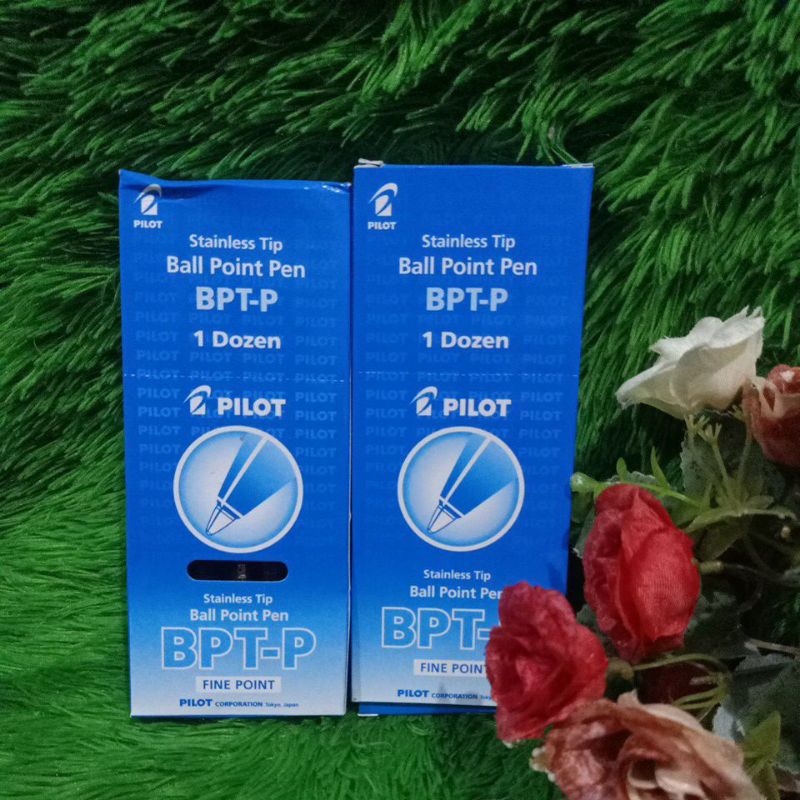 PILOT
Stainless Tip
Ball Point Pen
BPT-P
1 Dozen
PILOT
Stainless Tip
Ball Point Pen
BPT-P
FINE POINT
PILOT CORPORATION Tokyo, Japan
PILOT
Stainless Tip
Ball Point Pen
BPT-P
1 Dozen
PILOT
Stainless Tip
Ball Point Pen
BPT-
FINE POINT
PILOT CORPORATION